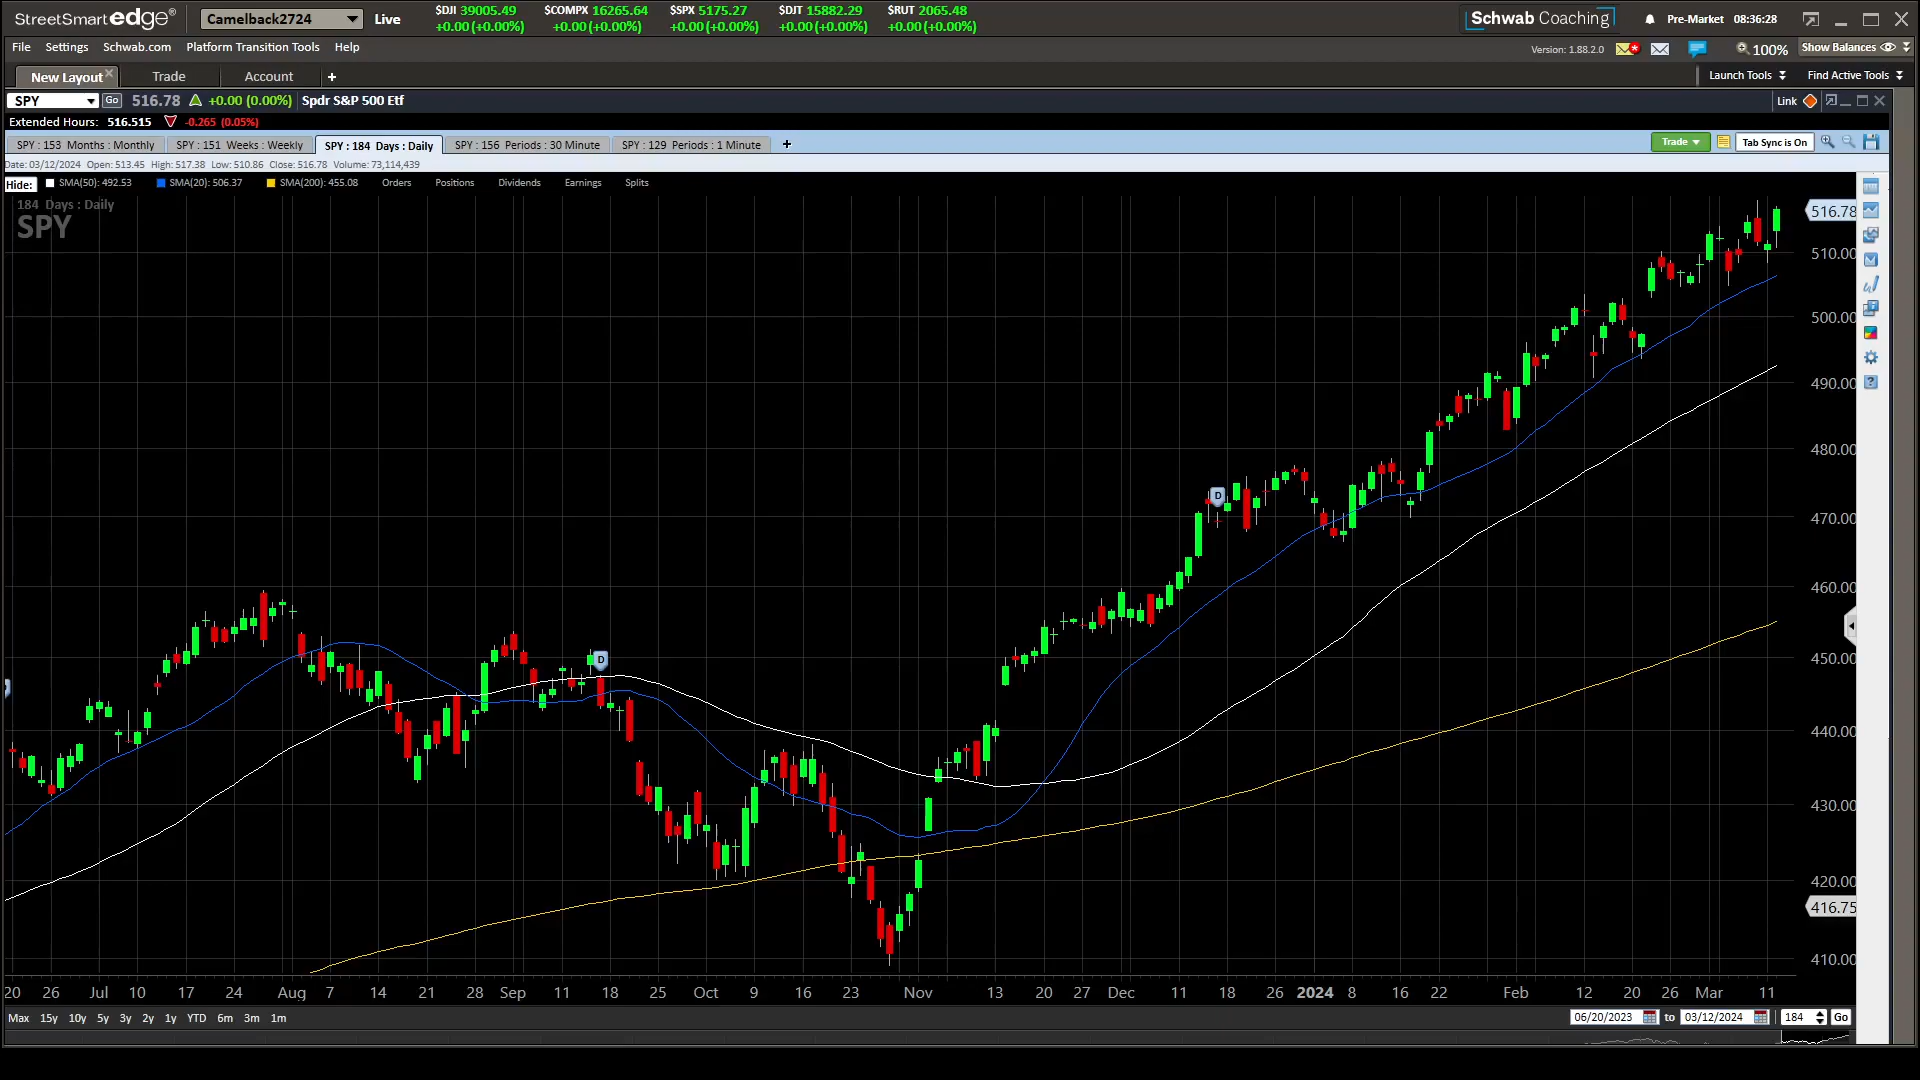 StreetSmart edge® Camelback2724 Live $DJI 39005.49 $COMPX 16265.64 $SPX 5175.27 $DJT 15882.29 $RUT 2065.48 Schwab Coaching Pre-Market 08:36:28
+0.00 (+0.00%) +0.00 (+0.00%) +0.00 (+0.00%) +0.00 (+0.00%) +0.00 (+0.00%)
File Settings Schwab.com Platform Transition Tools Help Version: 1.88.2.0 100% Show Balances
New Layout Trade Account + Launch Tools Find Active Tools
SPY Go 516.78 +0.00 (0.00%) Spdr S&P 500 Etf Link
Extended Hours: 516.515 -0.265 (0.05%)
SPY : 153 Months : Monthly SPY : 151 Weeks : Weekly SPY : 184 Days : Daily SPY : 156 Periods : 30 Minute SPY : 129 Periods : 1 Minute + Trade Tab Sync is On
Date: 03/12/2024 Open: 513.45 High: 517.38 Low: 510.86 Close: 516.78 Volume: 73,114,439
Hide: SMA(50): 492.53 SMA(20): 506.37 SMA(200): 455.08 Orders Positions Dividends Earnings Splits
184 Days : Daily
SPY
516.78
510.00
500.00
490.00
480.00
D
470.00
460.00
D
450.00
440.00
430.00
420.00
416.75
410.00
20 26 Jul 10 17 24 Aug 7 14 21 28 Sep 11 18 25 Oct 9 16 23 Nov 13 20 27 Dec 11 18 26 2024 8 16 22 Feb 12 20 26 Mar 11
Max 15y 10y 5y 3y 2y 1y YTD 6m 3m 1m 06/20/2023 to 03/12/2024 184 Go